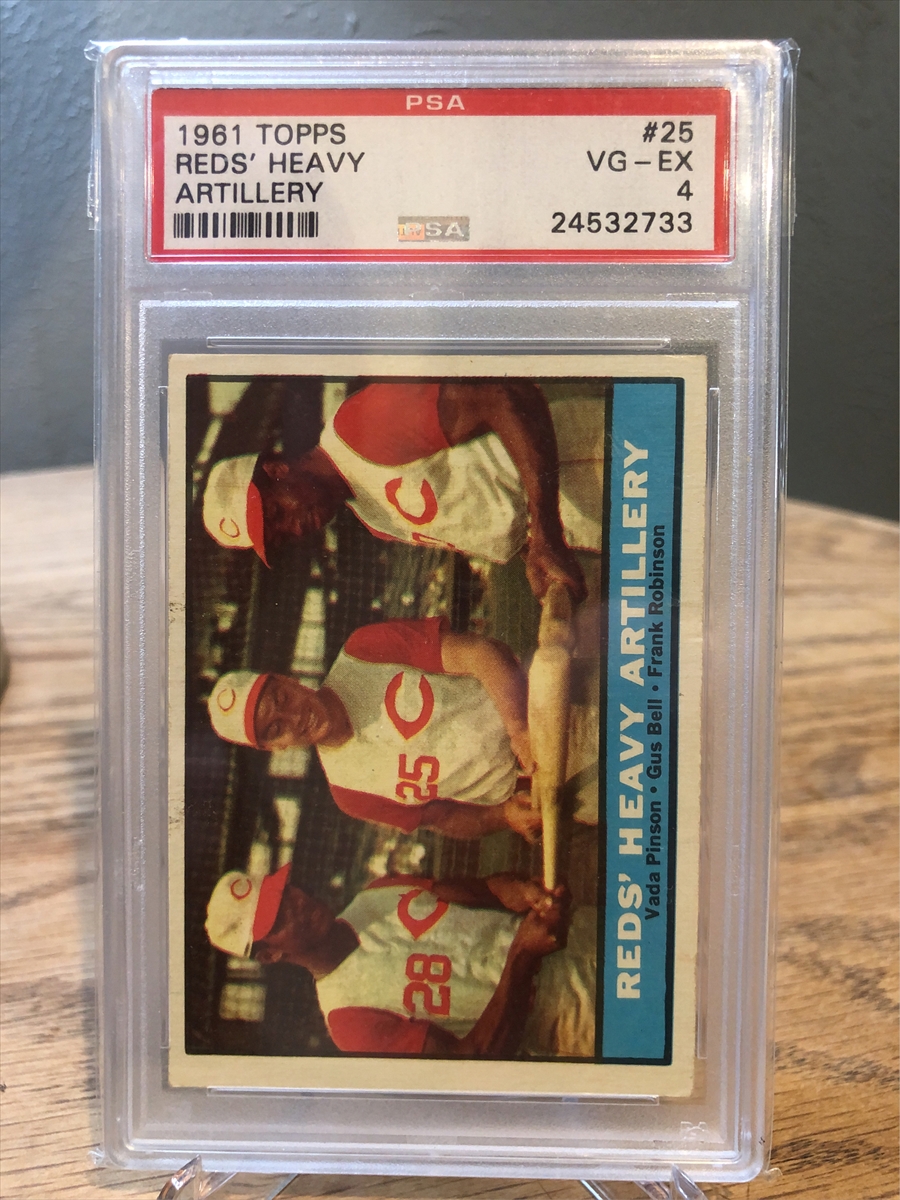 PSA
1961 TOPPS #25
REDS' HEAVY VG - EX
ARTILLERY 4
PSA 24532733
REDS' HEAVY ARTILLERY
Vada Pinson • Gus Bell • Frank Robinson
C
C
C
C
25
C
C
28